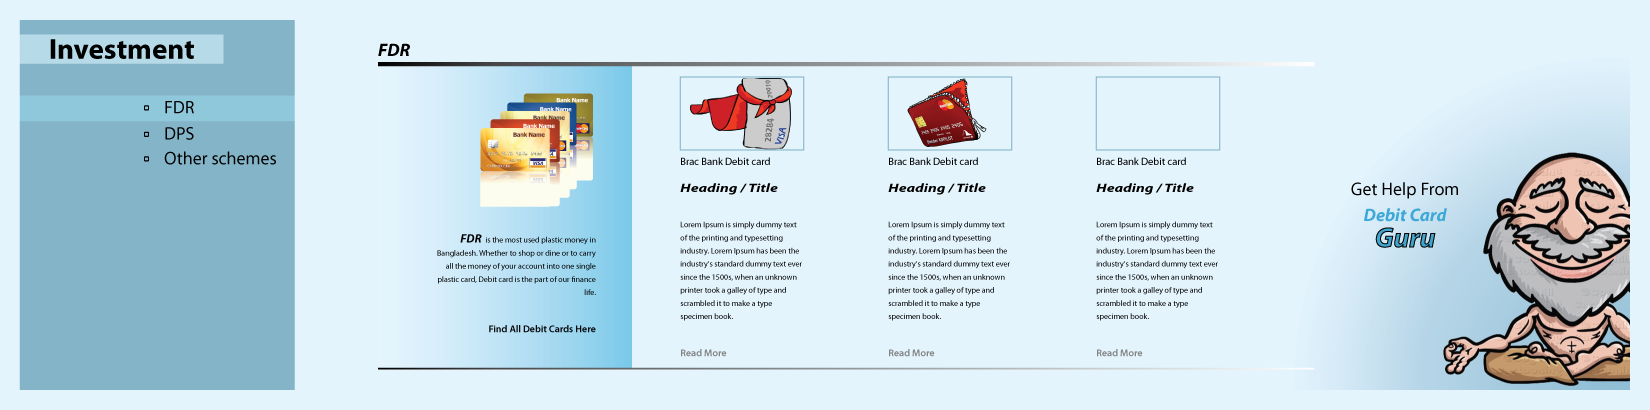 Investment
FDR
DPS
Other schemes
FDR
Bank Name
Bank Name
Bank Name
Bank Name
Bank Name
VISA
FDR is the most used plastic money in
Bangladesh. Whether to shop or dine or to carry
all the money of your account into one single
plastic card, Debit card is the part of our finance
life.
Find All Debit Cards Here
28284
VISA
Brac Bank Debit card
Heading / Title
Lorem Ipsum is simply dummy text
of the printing and typesetting
industry. Lorem Ipsum has been the
industry's standard dummy text ever
since the 1500s, when an unknown
printer took a galley of type and
scrambled it to make a type
specimen book.
Read More
Brac Bank Debit card
Heading / Title
Lorem Ipsum is simply dummy text
of the printing and typesetting
industry. Lorem Ipsum has been the
industry's standard dummy text ever
since the 1500s, when an unknown
printer took a galley of type and
scrambled it to make a type
specimen book.
Read More
Brac Bank Debit card
Heading / Title
Lorem Ipsum is simply dummy text
of the printing and typesetting
industry. Lorem Ipsum has been the
industry's standard dummy text ever
since the 1500s, when an unknown
printer took a galley of type and
scrambled it to make a type
specimen book.
Read More
Get Help From
Debit Card
Guru